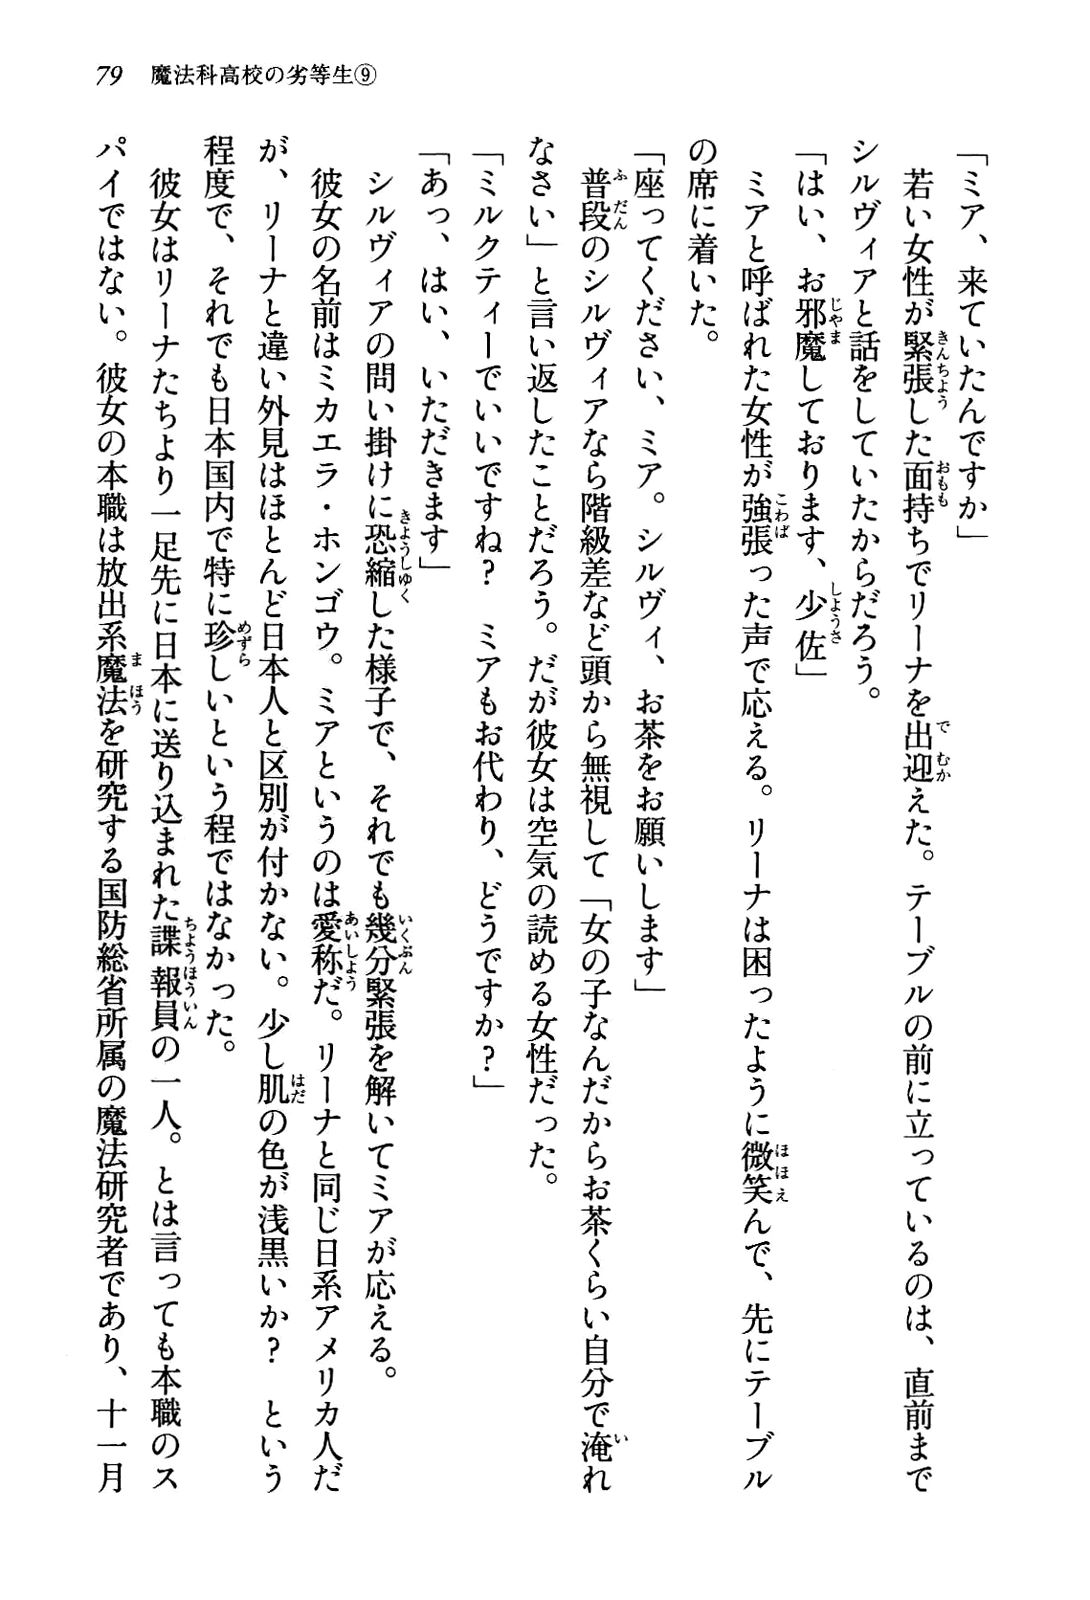 79 魔法科高校の劣等生⑨
「ミア、来ていたんですか」
　若い女性が緊張した面持ちでリーナを出迎えた。テーブルの前に立っているのは、直前まで
シルヴィアと話をしていたからだろう。
「はい、お邪魔しております、少佐」
　ミアと呼ばれた女性が強張った声で応える。リーナは困ったように微笑んで、先にテーブル
の席に着いた。
「座ってください、ミア。シルヴィ、お茶をお願いします」
　普段のシルヴィアなら階級差など頭から無視して「女の子なんだからお茶くらい自分で淹れ
なさい」と言い返したことだろう。だが彼女は空気の読める女性だった。
「ミルクティーでいいですね？　ミアもお代わり、どうですか？」
「あっ、はい、いただきます」
　シルヴィアの問い掛けに恐縮した様子で、それでも幾分緊張を解いてミアが応える。
　彼女の名前はミカエラ・ホンゴウ。ミアというのは愛称だ。リーナと同じ日系アメリカ人だ
が、リーナと違い外見はほとんど日本人と区別が付かない。少し肌の色が浅黒いか？　という
程度で、それでも日本国内で特に珍しいという程ではなかった。
　彼女はリーナたちより一足先に日本に送り込まれた諜報員の一人。とは言っても本職のス
パイではない。彼女の本職は放出系魔法を研究する国防総省所属の魔法研究者であり、十一月